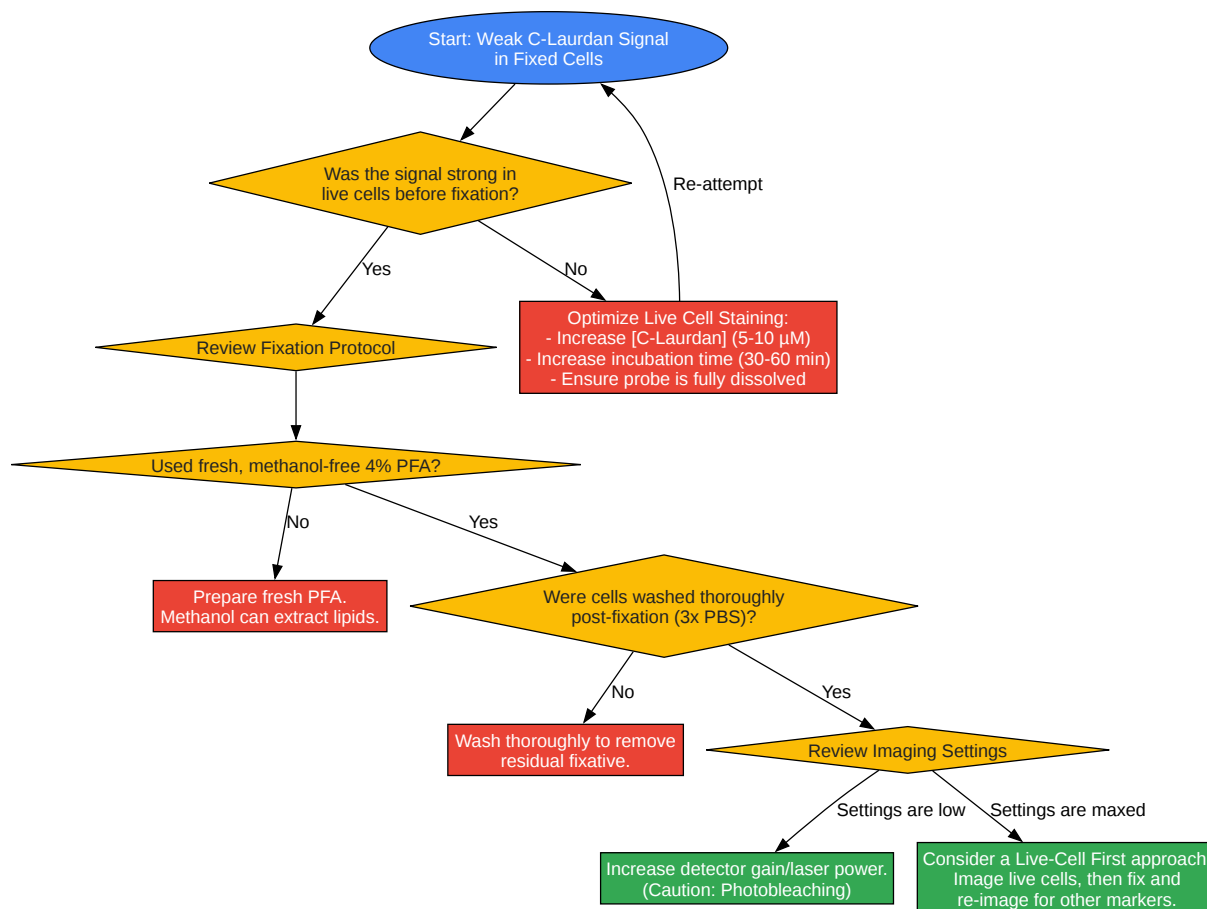 Start: Weak C-Laurdan Signal
in Fixed Cells
Was the signal strong in
live cells before fixation?
Re-attempt
Yes
No
Optimize Live Cell Staining:
- Increase [C-Laurdan] (5-10 µM)
- Increase incubation time (30-60 min)
- Ensure probe is fully dissolved
Review Fixation Protocol
Used fresh, methanol-free 4% PFA?
No
Yes
Prepare fresh PFA.
Methanol can extract lipids.
Were cells washed thoroughly
post-fixation (3x PBS)?
No
Yes
Wash thoroughly to remove
residual fixative.
Review Imaging Settings
Settings are low
Settings are maxed
Increase detector gain/laser power.
(Caution: Photobleaching)
Consider a Live-Cell First approach
Image live cells, then fix and
re-image for other markers.